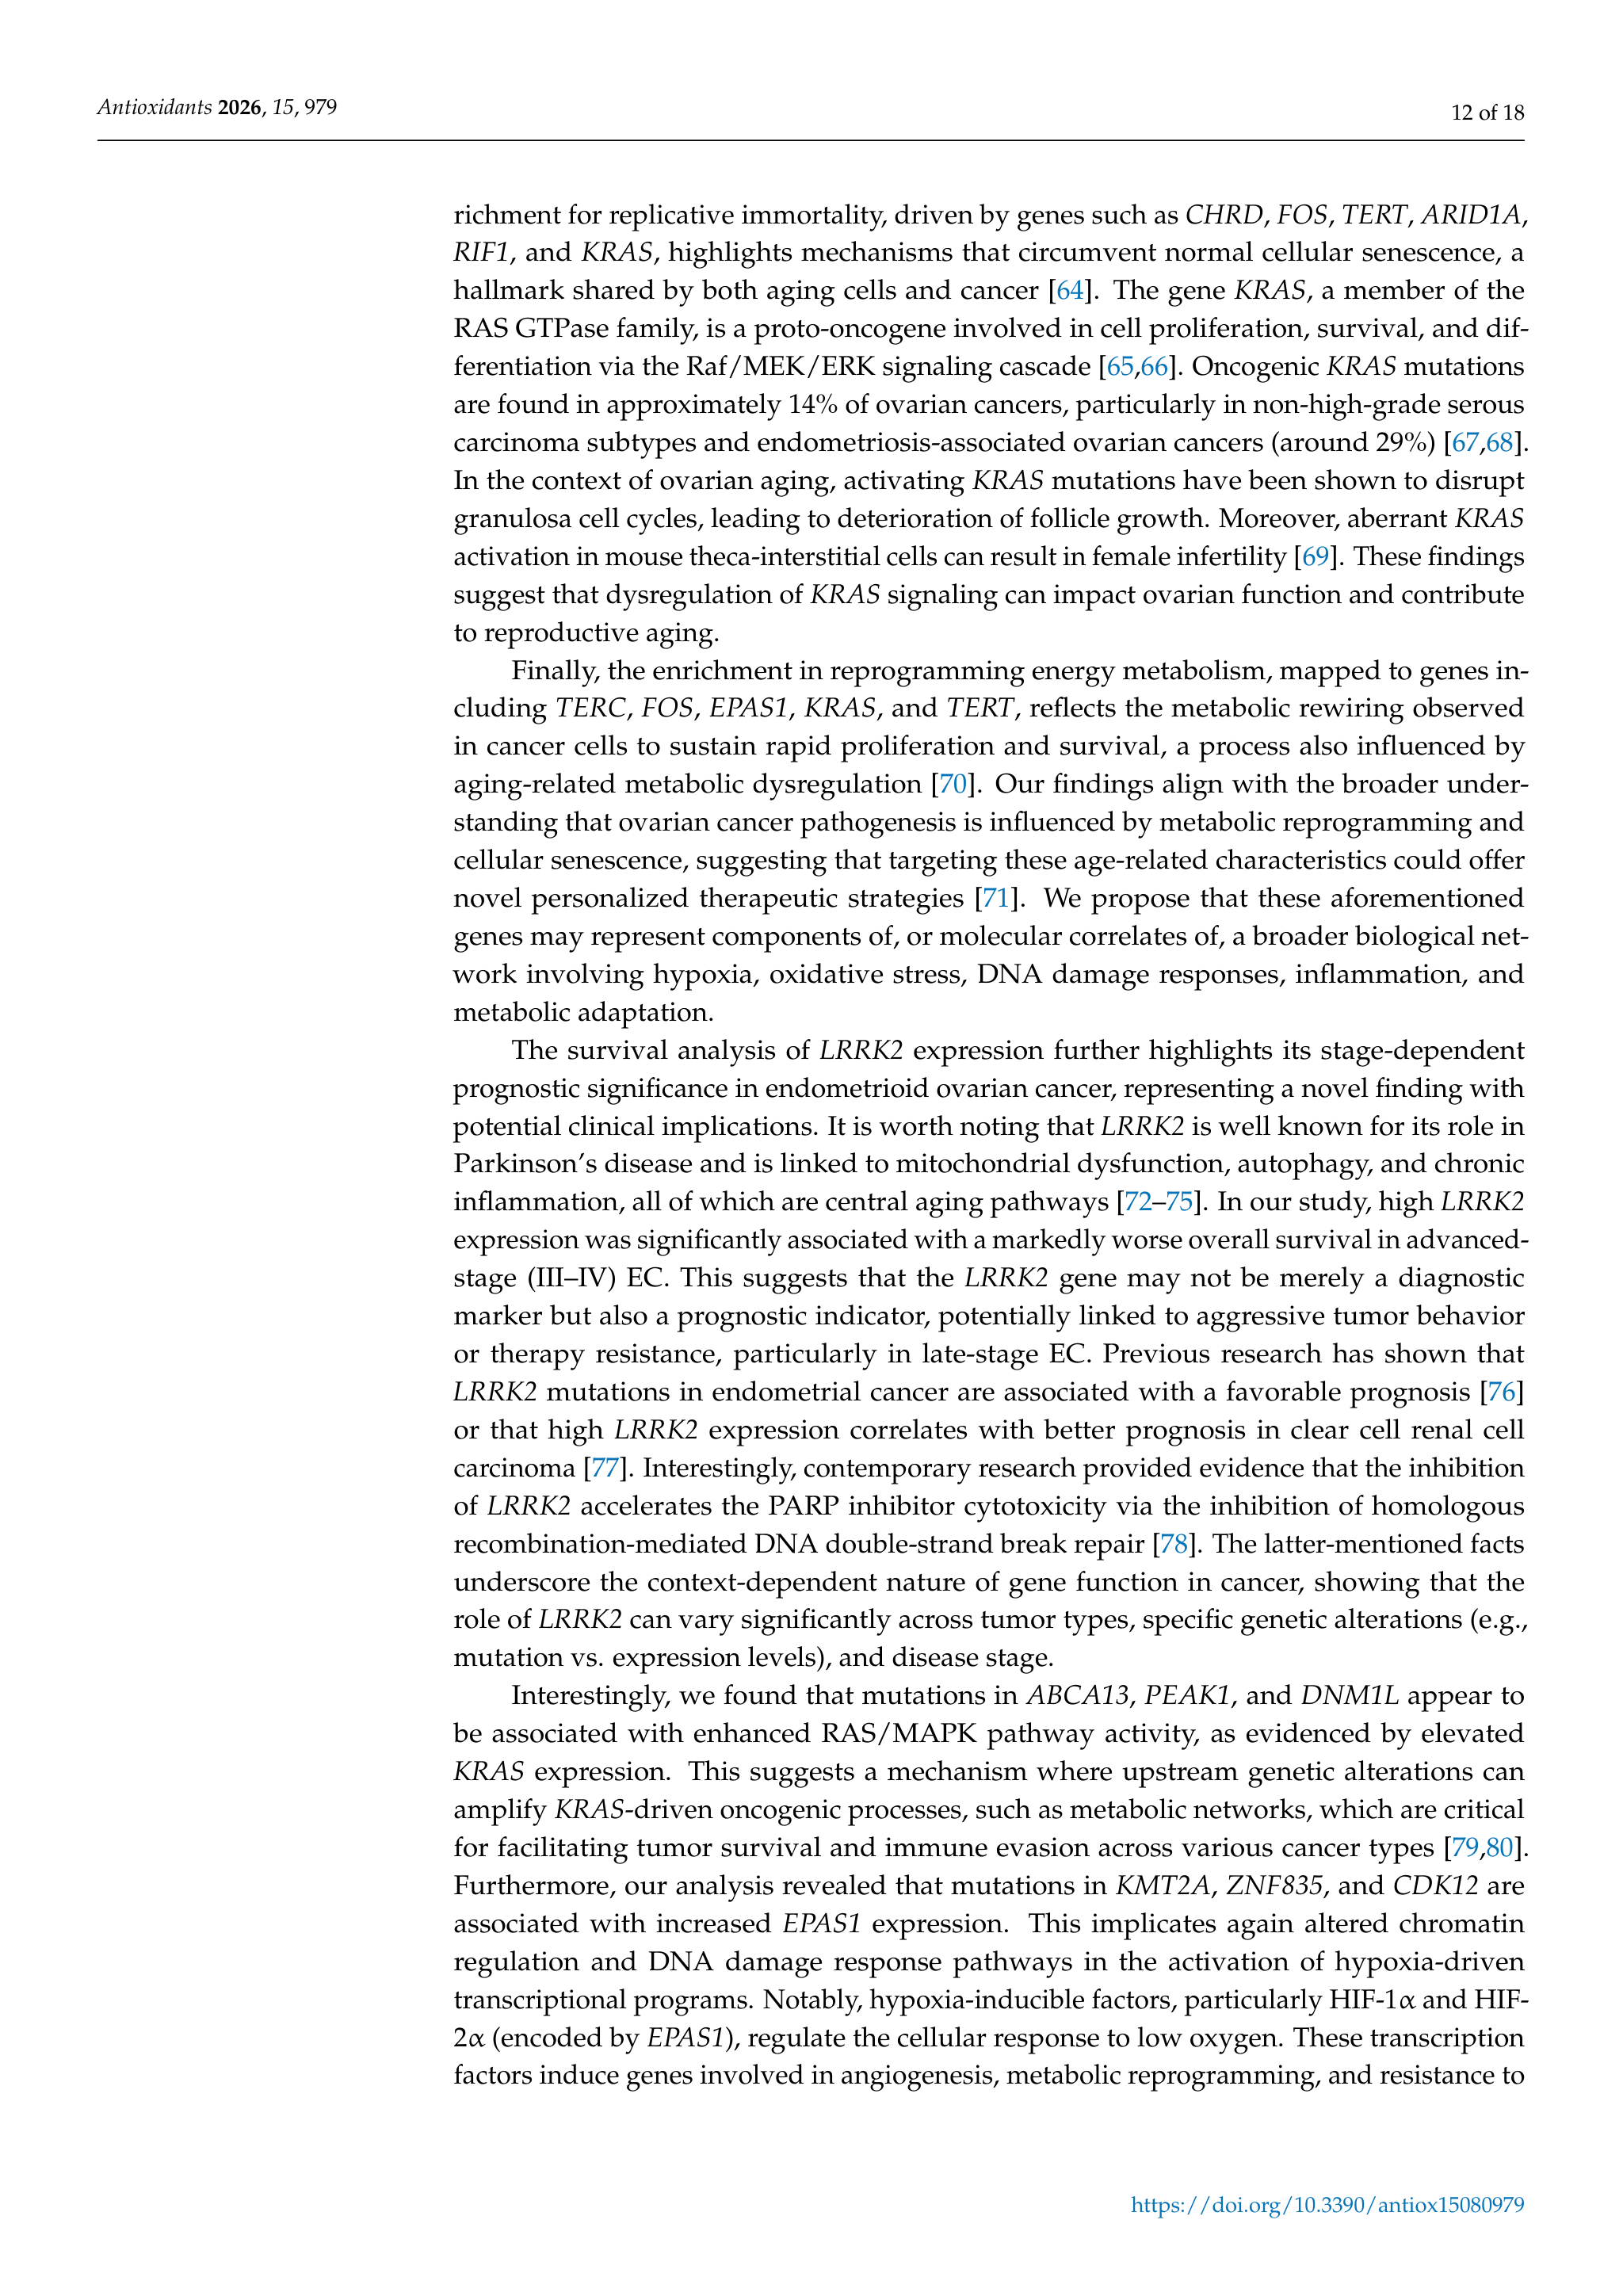 Antioxidants 2026, 15, 979
12 of 18
richment for replicative immortality, driven by genes such as CHRD, FOS, TERT, ARID1A,
RIF1, and KRAS, highlights mechanisms that circumvent normal cellular senescence, a
hallmark shared by both aging cells and cancer [64]. The gene KRAS, a member of the
RAS GTPase family, is a proto-oncogene involved in cell proliferation, survival, and dif-
ferentiation via the Raf/MEK/ERK signaling cascade [65,66]. Oncogenic KRAS mutations
are found in approximately 14% of ovarian cancers, particularly in non-high-grade serous
carcinoma subtypes and endometriosis-associated ovarian cancers (around 29%) [67,68].
In the context of ovarian aging, activating KRAS mutations have been shown to disrupt
granulosa cell cycles, leading to deterioration of follicle growth. Moreover, aberrant KRAS
activation in mouse theca-interstitial cells can result in female infertility [69]. These findings
suggest that dysregulation of KRAS signaling can impact ovarian function and contribute
to reproductive aging.
Finally, the enrichment in reprogramming energy metabolism, mapped to genes in-
cluding TERC, FOS, EPAS1, KRAS, and TERT, reflects the metabolic rewiring observed
in cancer cells to sustain rapid proliferation and survival, a process also influenced by
aging-related metabolic dysregulation [70]. Our findings align with the broader under-
standing that ovarian cancer pathogenesis is influenced by metabolic reprogramming and
cellular senescence, suggesting that targeting these age-related characteristics could offer
novel personalized therapeutic strategies [71]. We propose that these aforementioned
genes may represent components of, or molecular correlates of, a broader biological net-
work involving hypoxia, oxidative stress, DNA damage responses, inflammation, and
metabolic adaptation.
The survival analysis of LRRK2 expression further highlights its stage-dependent
prognostic significance in endometrioid ovarian cancer, representing a novel finding with
potential clinical implications. It is worth noting that LRRK2 is well known for its role in
Parkinson’s disease and is linked to mitochondrial dysfunction, autophagy, and chronic
inflammation, all of which are central aging pathways [72–75]. In our study, high LRRK2
expression was significantly associated with a markedly worse overall survival in advanced-
stage (III–IV) EC. This suggests that the LRRK2 gene may not be merely a diagnostic
marker but also a prognostic indicator, potentially linked to aggressive tumor behavior
or therapy resistance, particularly in late-stage EC. Previous research has shown that
LRRK2 mutations in endometrial cancer are associated with a favorable prognosis [76]
or that high LRRK2 expression correlates with better prognosis in clear cell renal cell
carcinoma [77]. Interestingly, contemporary research provided evidence that the inhibition
of LRRK2 accelerates the PARP inhibitor cytotoxicity via the inhibition of homologous
recombination-mediated DNA double-strand break repair [78]. The latter-mentioned facts
underscore the context-dependent nature of gene function in cancer, showing that the
role of LRRK2 can vary significantly across tumor types, specific genetic alterations (e.g.,
mutation vs. expression levels), and disease stage.
Interestingly, we found that mutations in ABCA13, PEAK1, and DNM1L appear to
be associated with enhanced RAS/MAPK pathway activity, as evidenced by elevated
KRAS expression. This suggests a mechanism where upstream genetic alterations can
amplify KRAS-driven oncogenic processes, such as metabolic networks, which are critical
for facilitating tumor survival and immune evasion across various cancer types [79,80].
Furthermore, our analysis revealed that mutations in KMT2A, ZNF835, and CDK12 are
associated with increased EPAS1 expression. This implicates again altered chromatin
regulation and DNA damage response pathways in the activation of hypoxia-driven
transcriptional programs. Notably, hypoxia-inducible factors, particularly HIF-1α and HIF-
2α (encoded by EPAS1), regulate the cellular response to low oxygen. These transcription
factors induce genes involved in angiogenesis, metabolic reprogramming, and resistance to
https://doi.org/10.3390/antiox15080979